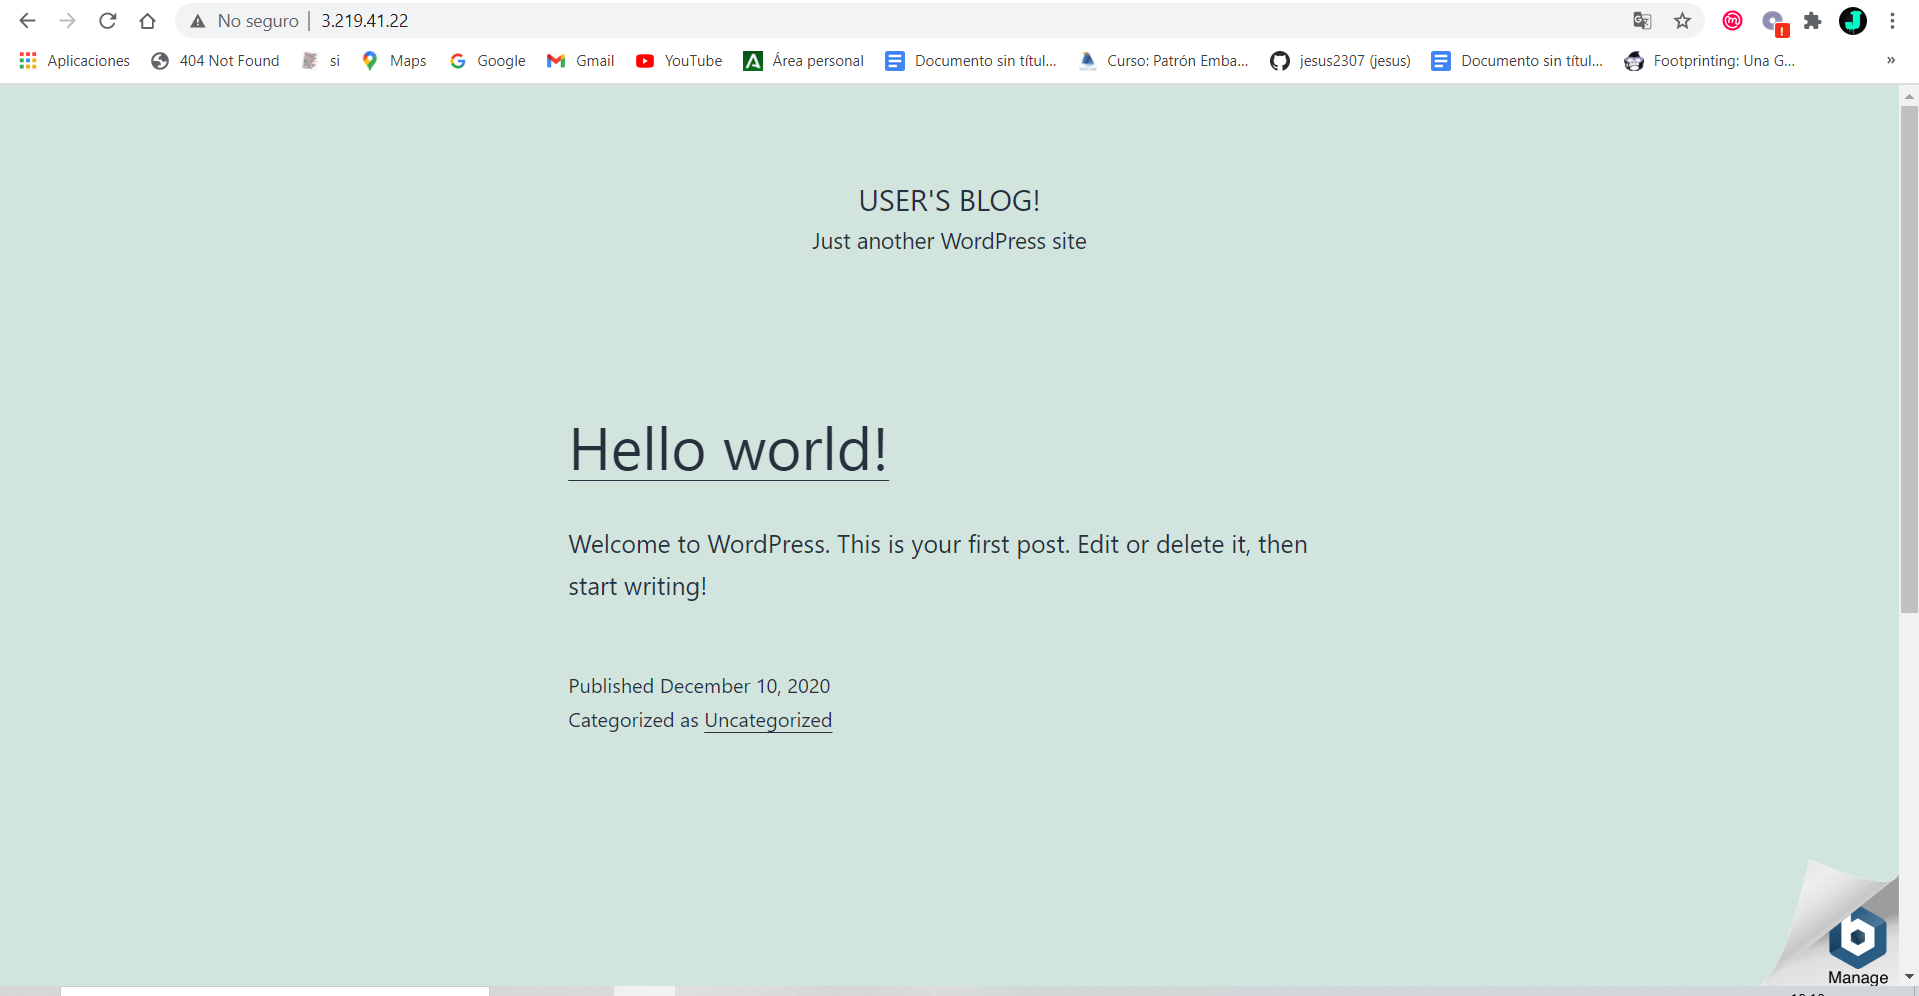 No seguro | 3.219.41.22
Aplicaciones 404 Not Found si Maps Google Gmail YouTube Área personal Documento sin títul... Curso: Patrón Emba... jesus2307 (jesus) Documento sin títul... Footprinting: Una G... »
USER'S BLOG!
Just another WordPress site
Hello world!
Welcome to WordPress. This is your first post. Edit or delete it, then
start writing!
Published December 10, 2020
Categorized as Uncategorized
Manage